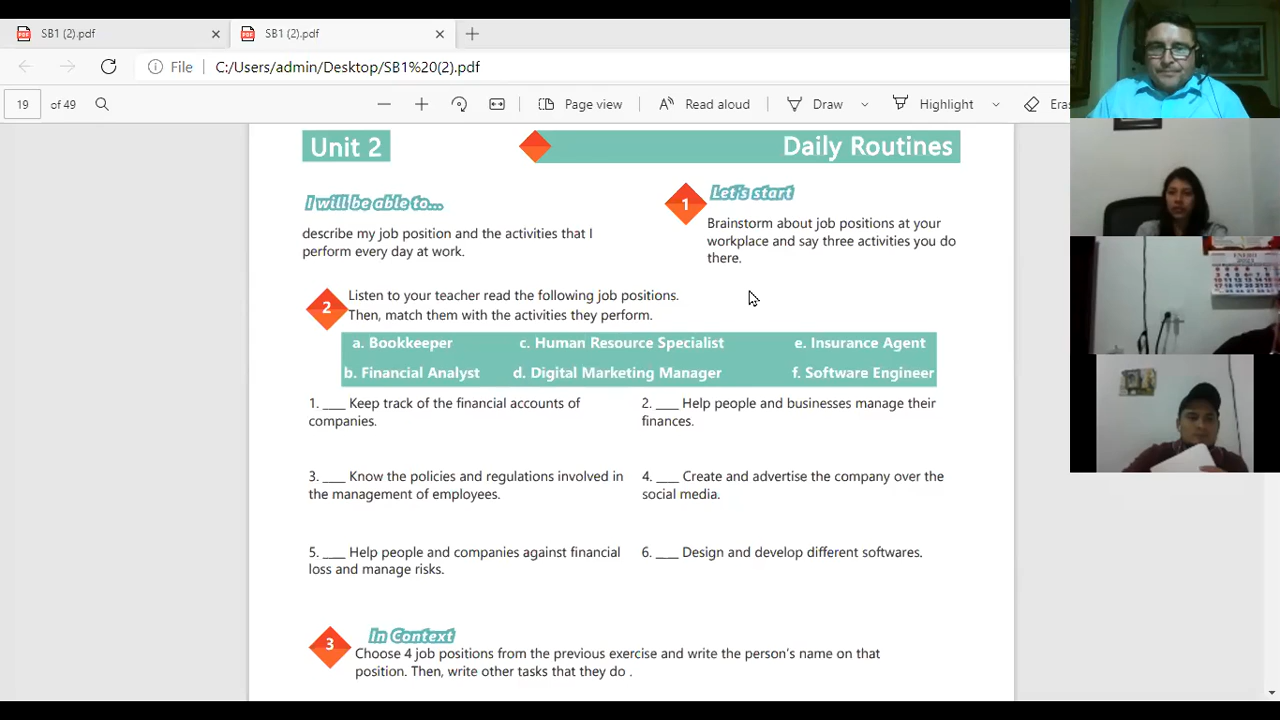 SB1 (2).pdf
SB1 (2).pdf
File
C:/Users/admin/Desktop/SB1%20(2).pdf
19
of 49
Page view
Read aloud
Draw
Highlight
Eras
Unit 2
Daily Routines
I will be able to...
describe my job position and the activities that I
perform every day at work.
1
Let's start
Brainstorm about job positions at your
workplace and say three activities you do
there.
2
Listen to your teacher read the following job positions.
Then, match them with the activities they perform.
a. Bookkeeper
c. Human Resource Specialist
e. Insurance Agent
b. Financial Analyst
d. Digital Marketing Manager
f. Software Engineer
1. ____ Keep track of the financial accounts of
companies.
2. ____ Help people and businesses manage their
finances.
3. ____ Know the policies and regulations involved in
the management of employees.
4. ____ Create and advertise the company over the
social media.
5. ____ Help people and companies against financial
loss and manage risks.
6. ____ Design and develop different softwares.
3
In Context
Choose 4 job positions from the previous exercise and write the person's name on that
position. Then, write other tasks that they do .
ENERO